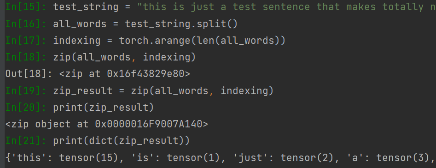 In[15]: test_string = "this is just a test sentence that makes totally n
In[16]: all_words = test_string.split()
In[17]: indexing = torch.arange(len(all_words))
In[18]: zip(all_words, indexing)
Out[18]: <zip at 0x16f43829e80>
In[19]: zip_result = zip(all_words, indexing)
In[20]: print(zip_result)
<zip object at 0x0000016F9007A140>
In[21]: print(dict(zip_result))
{'this': tensor(15), 'is': tensor(1), 'just': tensor(2), 'a': tensor(3),